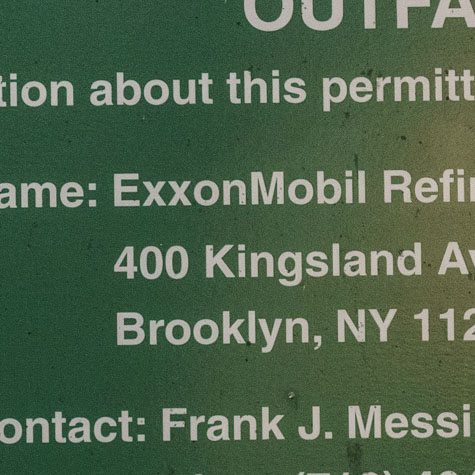 OUTFA
tion about this permitt
ame: ExxonMobil Refin
400 Kingsland Av
Brooklyn, NY 112
ontact: Frank J. Messi